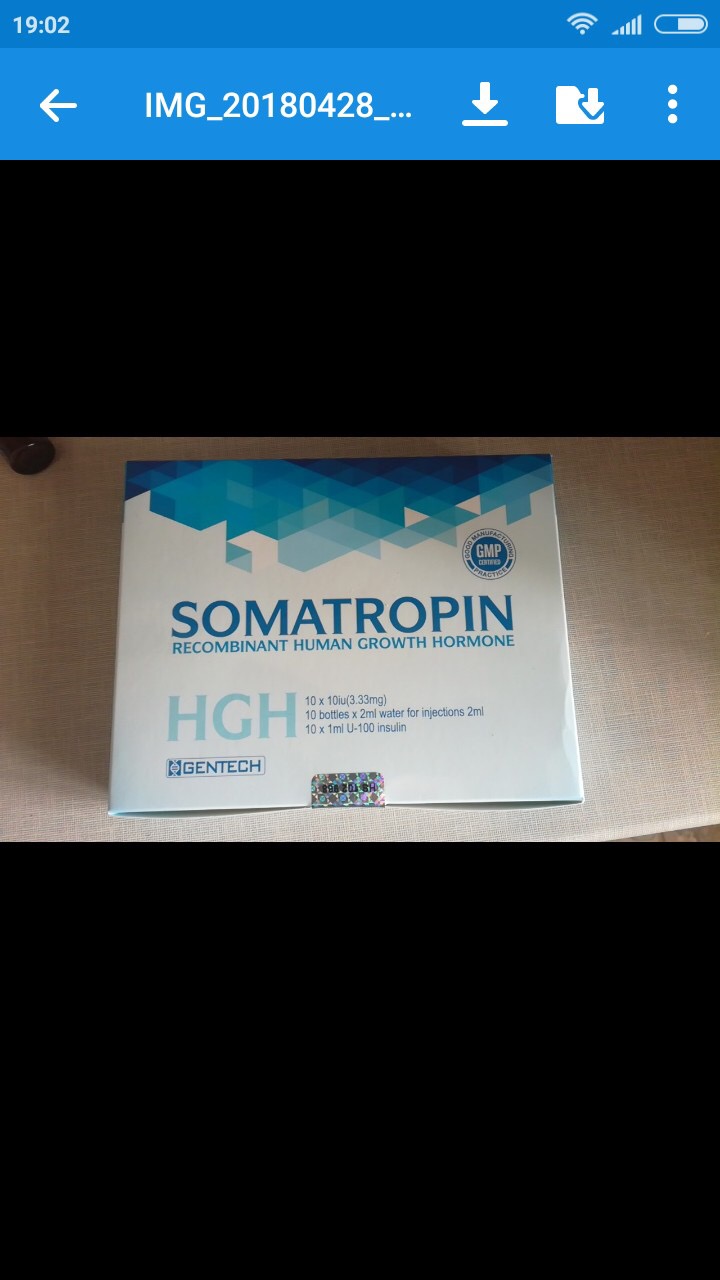 19:02
IMG_20180428_...
GOOD MANUFACTURING
GMP
CERTIFIED
PRACTICE
SOMATROPIN
RECOMBINANT HUMAN GROWTH HORMONE
HGH
10 x 10iu(3.33mg)
10 bottles x 2ml water for injections 2ml
10 x 1ml U-100 insulin
GENTECH